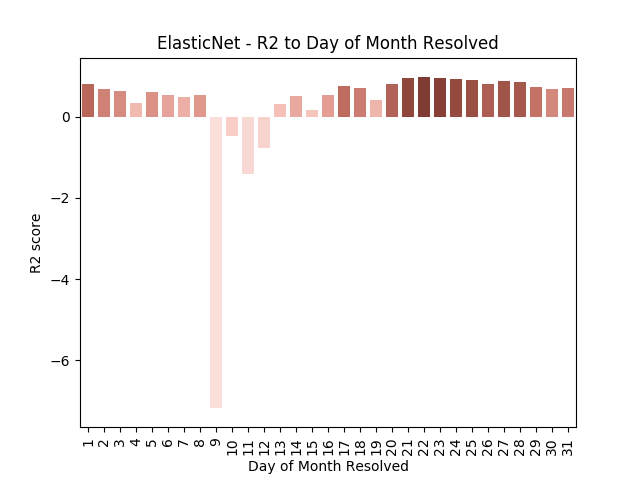 ElasticNet - R2 to Day of Month Resolved
0
−2
−4
−6
R2 score
1 2 3 4 5 6 7 8 9 10 11 12 13 14 15 16 17 18 19 20 21 22 23 24 25 26 27 28 29 30 31
Day of Month Resolved